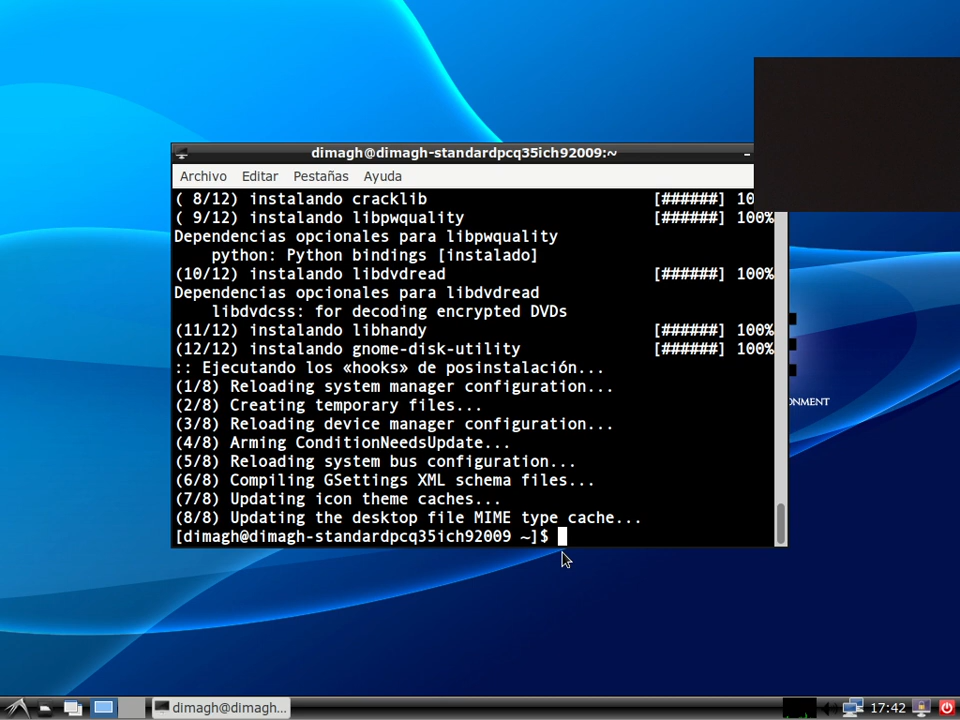 dimagh@dimagh-standardpcq35ich92009:~
Archivo Editar Pestañas Ayuda
( 8/12) instalando cracklib [######] 10
( 9/12) instalando libpwquality [######] 100%
Dependencias opcionales para libpwquality
python: Python bindings [instalado]
(10/12) instalando libdvdread [######] 100%
Dependencias opcionales para libdvdread
libdvdcss: for decoding encrypted DVDs
(11/12) instalando libhandy [######] 100%
(12/12) instalando gnome-disk-utility [######] 100%
:: Ejecutando los «hooks» de posinstalación...
(1/8) Reloading system manager configuration...
(2/8) Creating temporary files...
(3/8) Reloading device manager configuration...
(4/8) Arming ConditionNeedsUpdate...
(5/8) Reloading system bus configuration...
(6/8) Compiling GSettings XML schema files...
(7/8) Updating icon theme caches...
(8/8) Updating the desktop file MIME type cache...
[dimagh@dimagh-standardpcq35ich92009 ~]$
ONMENT
dimagh@dimagh...
17:42